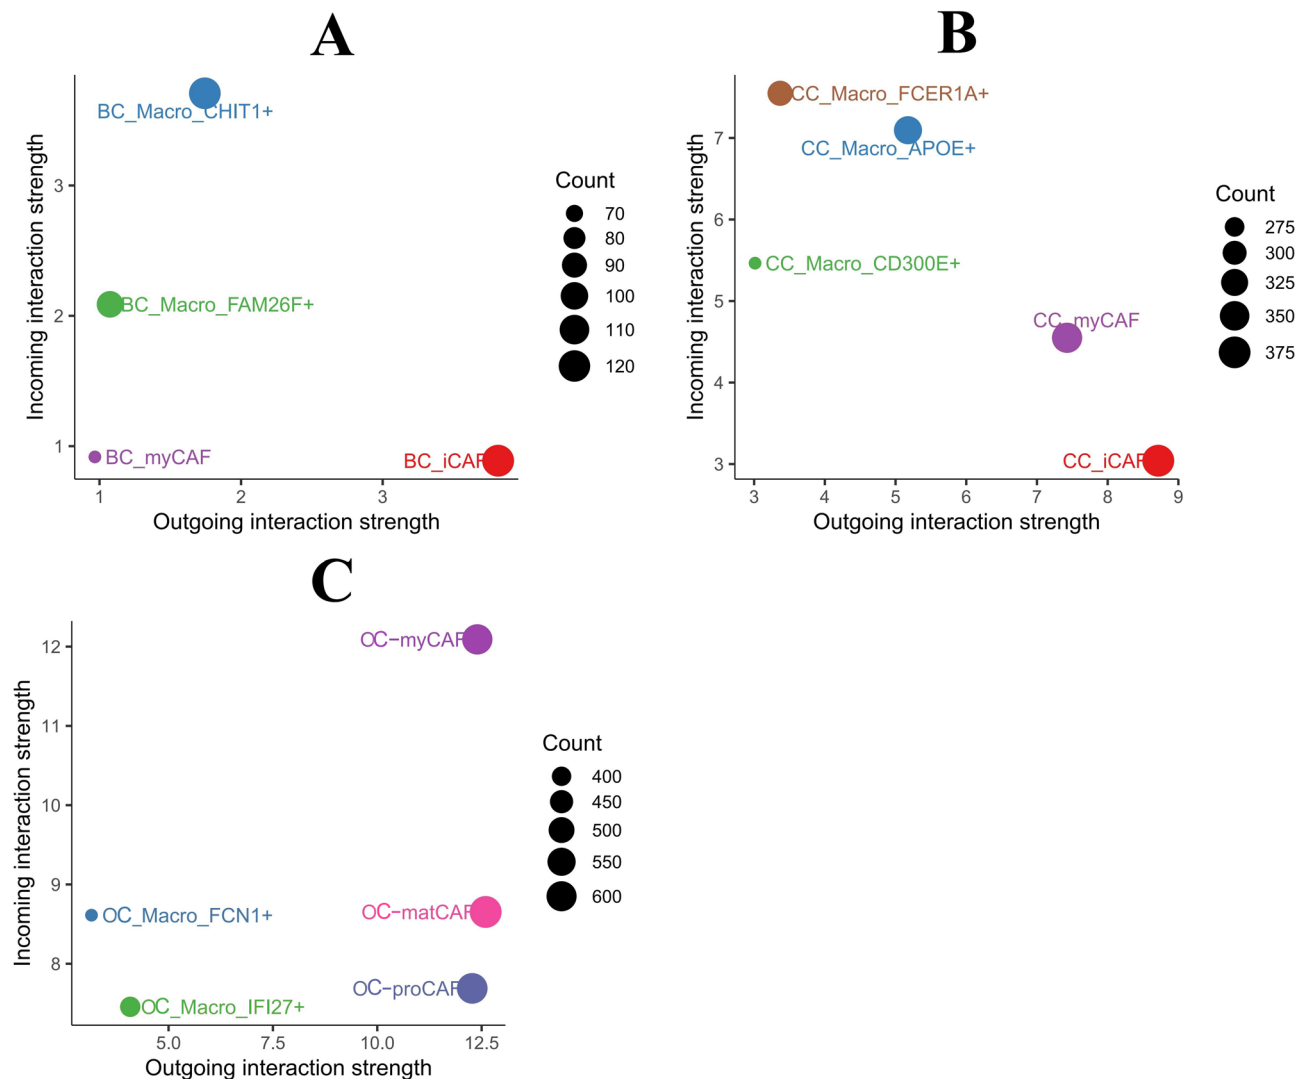 A
BC_Macro_CHIT1+
BC_Macro_FAM26F+
BC_myCAF
BC_iCAF
3
2
1
1
2
3
Incoming interaction strength
Outgoing interaction strength
Count
70
80
90
100
110
120
B
CC_Macro_FCER1A+
CC_Macro_APOE+
CC_Macro_CD300E+
CC_myCAF
CC_iCAF
7
6
5
4
3
3
4
5
6
7
8
9
Incoming interaction strength
Outgoing interaction strength
Count
275
300
325
350
375
C
OC−myCAF
OC_Macro_FCN1+
OC−matCAF
OC−proCAF
OC_Macro_IFI27+
12
11
10
9
8
5.0
7.5
10.0
12.5
Incoming interaction strength
Outgoing interaction strength
Count
400
450
500
550
600